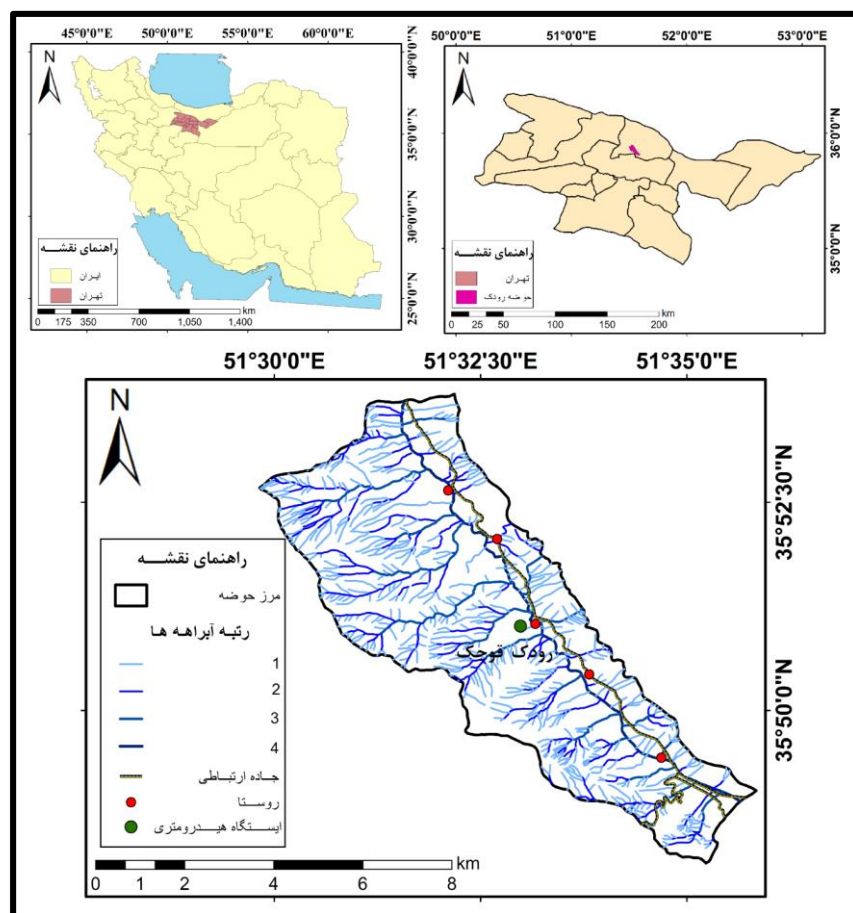 45°0'0"E 50°0'0"E 55°0'0"E 60°0'0"E
N
40°0'0"N
35°0'0"N
30°0'0"N
25°0'0"N
راهنمای نقشه
ایران
تهران
0 175 350 700 1,050 1,400 km
50°0'0"E 51°0'0"E 52°0'0"E 53°0'0"E
N
36°0'0"N
35°0'0"N
راهنمای نقشه
تهران
حوضه رودک
0 25 50 100 150 200 km
51°30'0"E 51°32'30"E 51°35'0"E
N
35°52'30"N
35°50'0"N
رودک قوچک
راهنمای نقشه
مرز حوضه
رتبه آبراهه ها
1
2
3
4
جاده ارتباطی
روستا
ایستگاه هیدرومتری
0 1 2 4 6 8 km